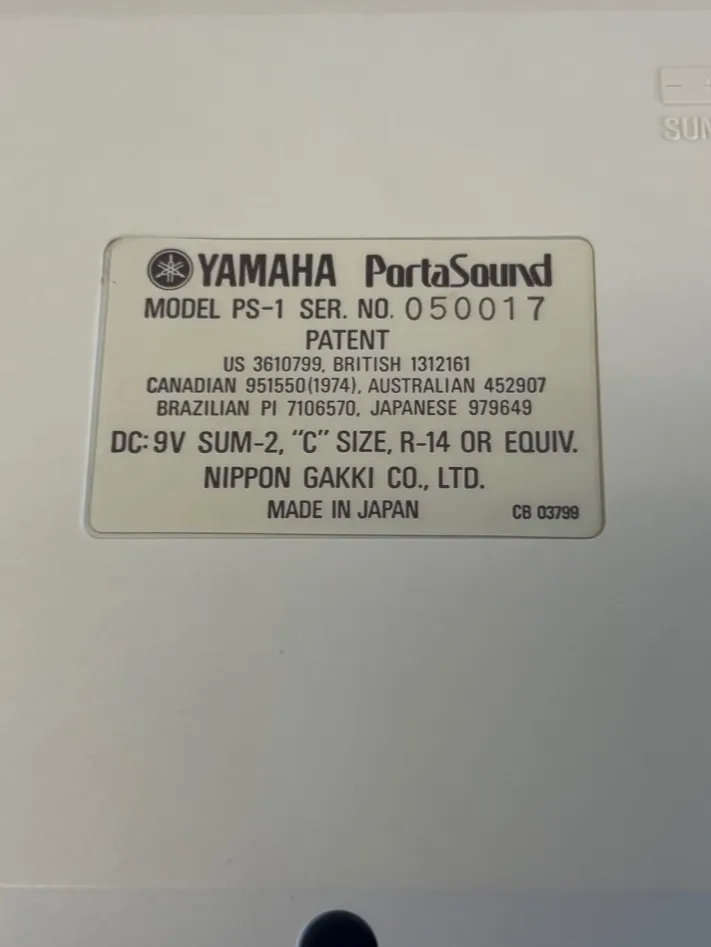 YAMAHA PortaSound
MODEL PS-1 SER. NO. 050017
PATENT
US 3610799, BRITISH 1312161
CANADIAN 951550(1974), AUSTRALIAN 452907
BRAZILIAN PI 7106570, JAPANESE 979649
DC: 9V SUM-2, “C” SIZE, R-14 OR EQUIV.
NIPPON GAKKI CO., LTD.
MADE IN JAPAN CB 03799